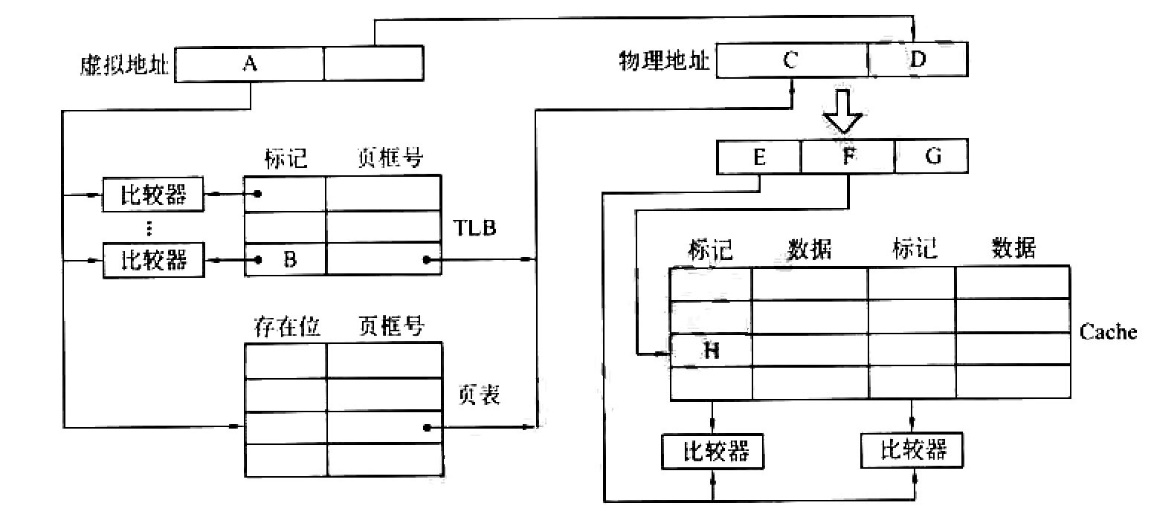 虚拟地址 A
物理地址 C D
E F G
标记 页框号
比较器
⋮
比较器 B
TLB
存在位 页框号
页表
标记 数据 标记 数据
H
Cache
比较器 比较器